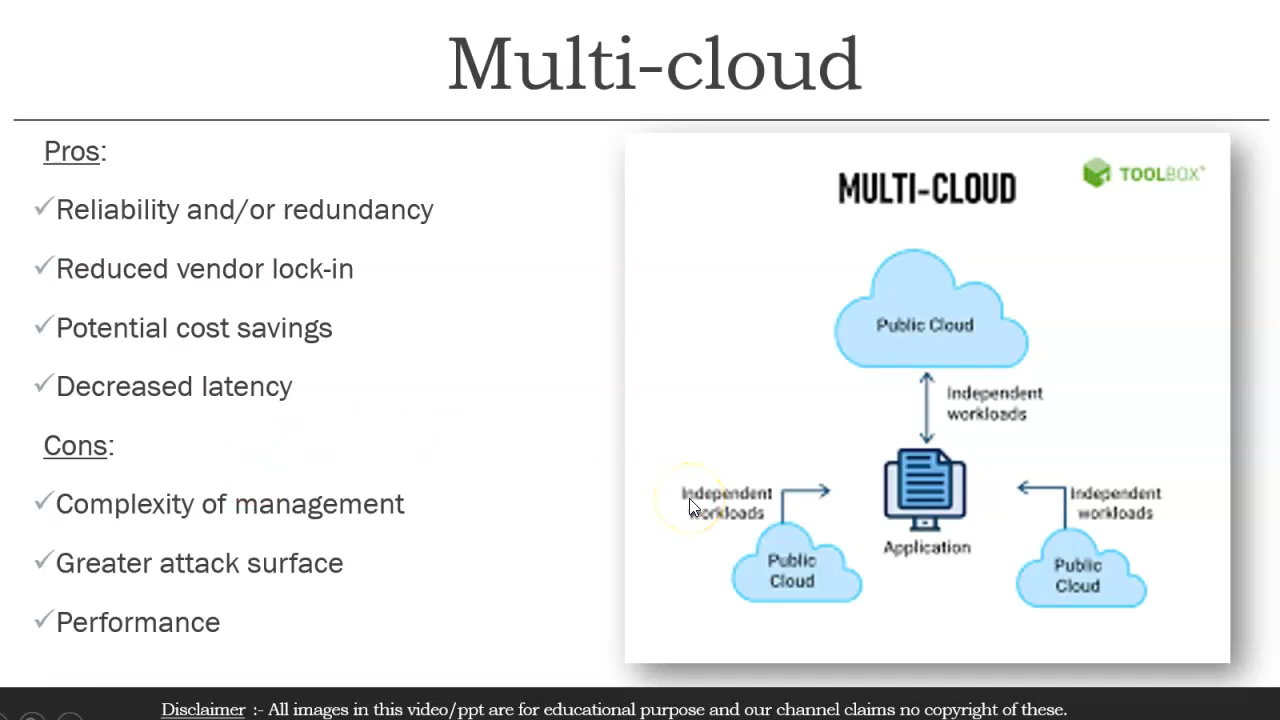 Multi-cloud
Pros:
Reliability and/or redundancy
Reduced vendor lock-in
Potential cost savings
Decreased latency
Cons:
Complexity of management
Greater attack surface
Performance
TOOLBOX
MULTI-CLOUD
Public Cloud
Independent
workloads
Independent
workloads
Independent
workloads
Application
Public
Cloud
Public
Cloud
Disclaimer :- All images in this video/ppt are for educational purpose and our channel claims no copyright of these.